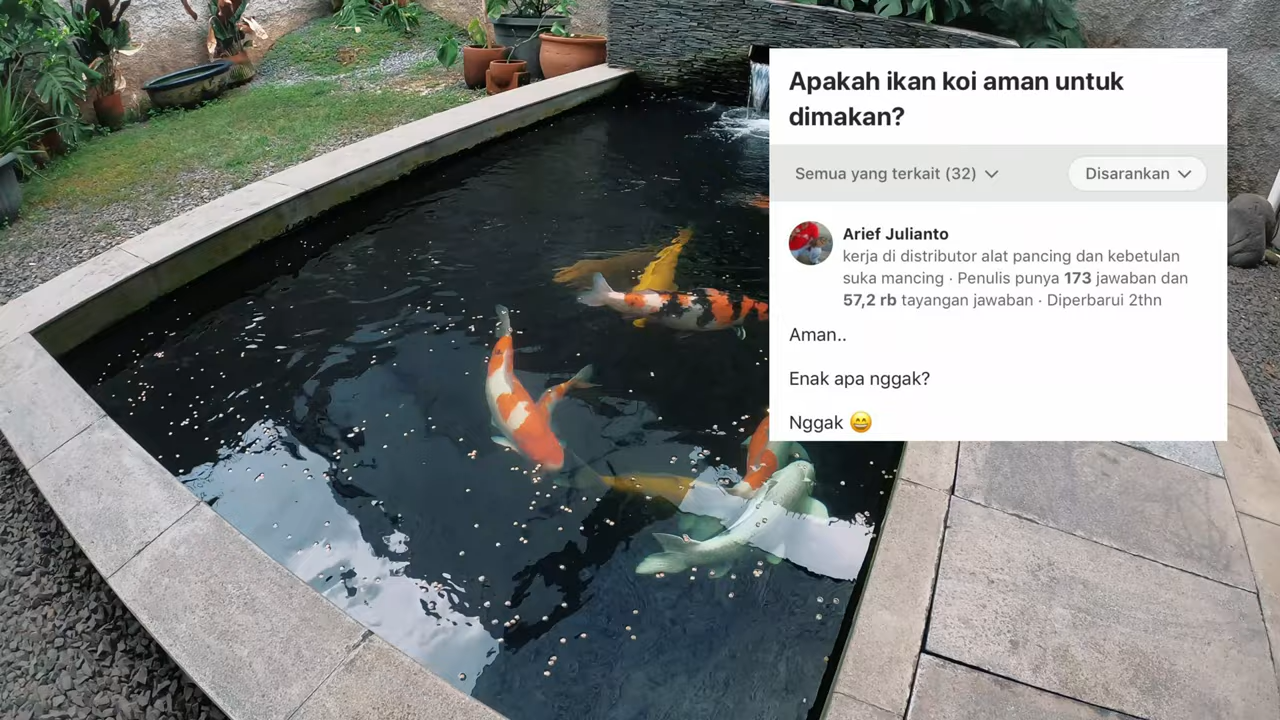 Apakah ikan koi aman untuk
dimakan?
Semua yang terkait (32)
Disarankan
Arief Julianto
kerja di distributor alat pancing dan kebetulan
suka mancing · Penulis punya 173 jawaban dan
57,2 rb tayangan jawaban · Diperbarui 2thn
Aman..
Enak apa nggak?
Nggak 😄